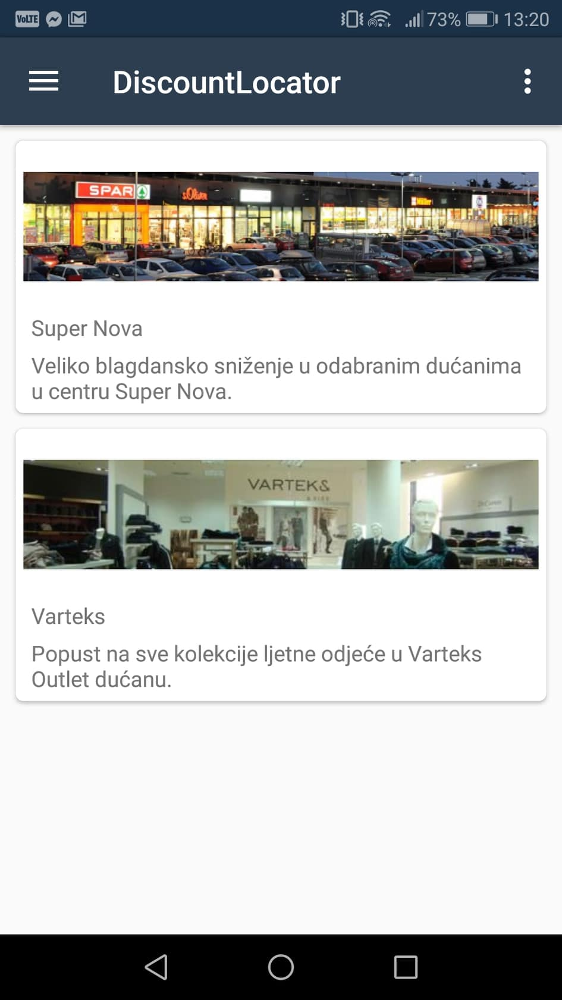 VoLTE 73% 13:20
DiscountLocator
SPAR s.Oliver Müller
Super Nova
Veliko blagdansko sniženje u odabranim dućanima
u centru Super Nova.
VARTEKS
Varteks
Popust na sve kolekcije ljetne odjeće u Varteks
Outlet dućanu.